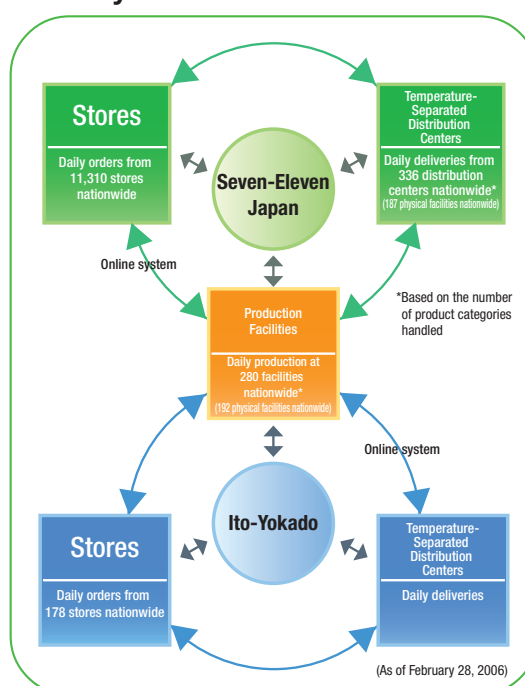 Stores
Daily orders from
11,310 stores
nationwide
Temperature-
Separated
Distribution
Centers
Daily deliveries from
336 distribution
centers nationwide*
(187 physical facilities nationwide)
Seven-Eleven
Japan
Online system
*Based on the number
of product categories
handled
Production
Facilities
Daily production at
280 facilities
nationwide*
(192 physical facilities nationwide)
Online system
Ito-Yokado
Stores
Daily orders from
178 stores nationwide
Temperature-
Separated
Distribution
Centers
Daily deliveries
(As of February 28, 2006)